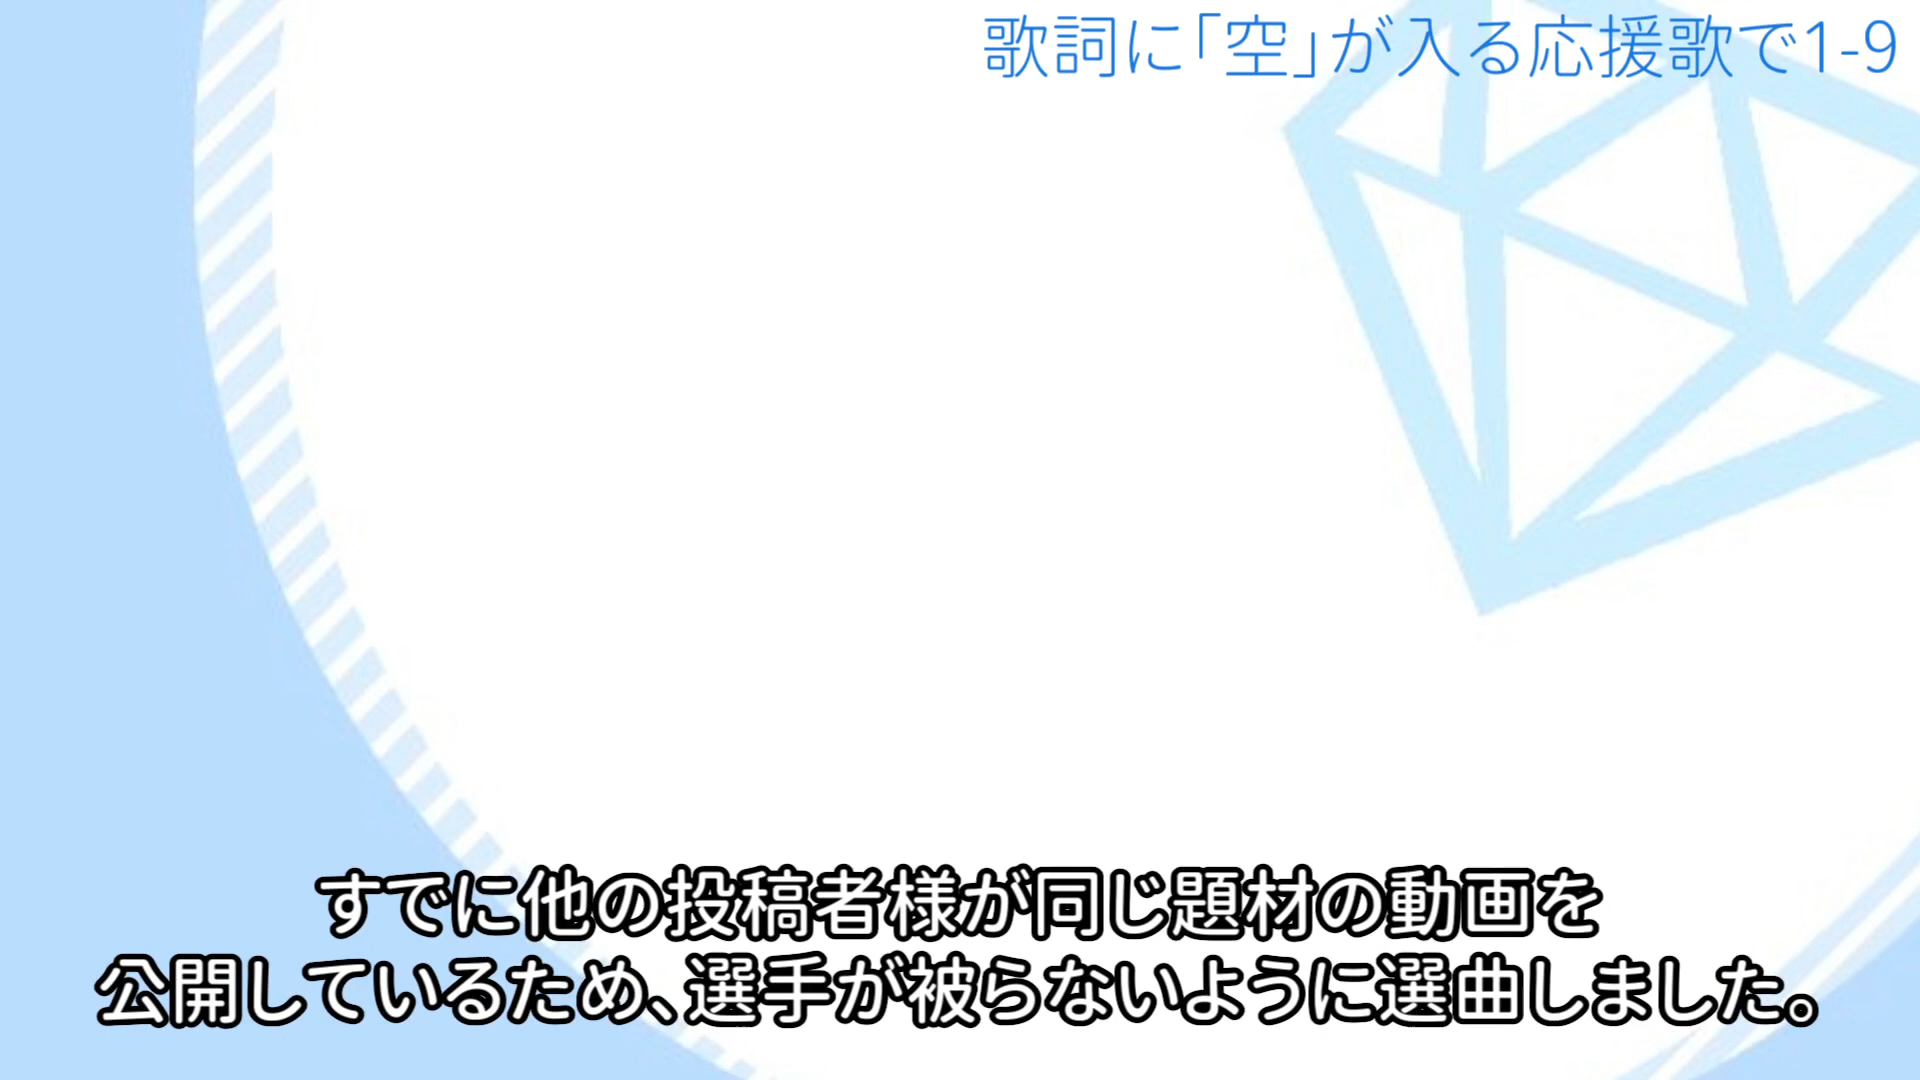 歌詞に「空」が入る応援歌で1-9
すでに他の投稿者様が同じ題材の動画を
公開しているため、選手が被らないように選曲しました。